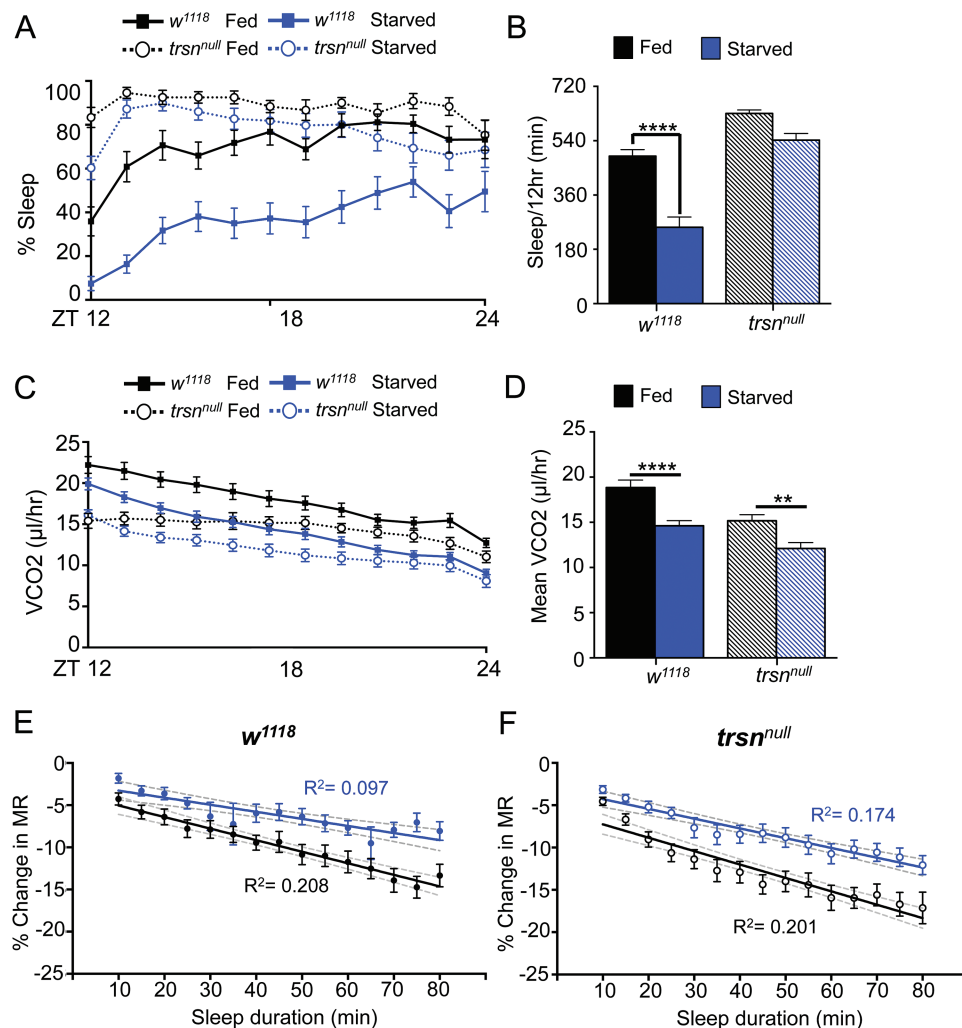 A
w¹¹¹⁸ Fed
w¹¹¹⁸ Starved
trsnⁿᵘˡˡ Fed
trsnⁿᵘˡˡ Starved
% Sleep
100
80
60
40
20
0
ZT 12
18
24
B
Fed
Starved
Sleep/12hr (min)
720
540
360
180
0
****
w¹¹¹⁸
trsnⁿᵘˡˡ
C
w¹¹¹⁸ Fed
w¹¹¹⁸ Starved
trsnⁿᵘˡˡ Fed
trsnⁿᵘˡˡ Starved
VCO2 (µl/hr)
25
20
15
10
5
0
ZT 12
18
24
D
Fed
Starved
Mean VCO2 (µl/hr)
25
20
15
10
5
0
****
**
w¹¹¹⁸
trsnⁿᵘˡˡ
E
w¹¹¹⁸
% Change in MR
0
-5
-10
-15
-20
-25
R²= 0.097
R²= 0.208
10 20 30 40 50 60 70 80
Sleep duration (min)
F
trsnⁿᵘˡˡ
% Change in MR
0
-5
-10
-15
-20
-25
R²= 0.174
R²= 0.201
10 20 30 40 50 60 70 80
Sleep duration (min)